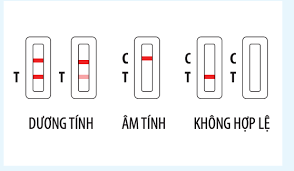 C C C
T T T T T
DƯƠNG TÍNH ÂM TÍNH KHÔNG HỢP LỆ